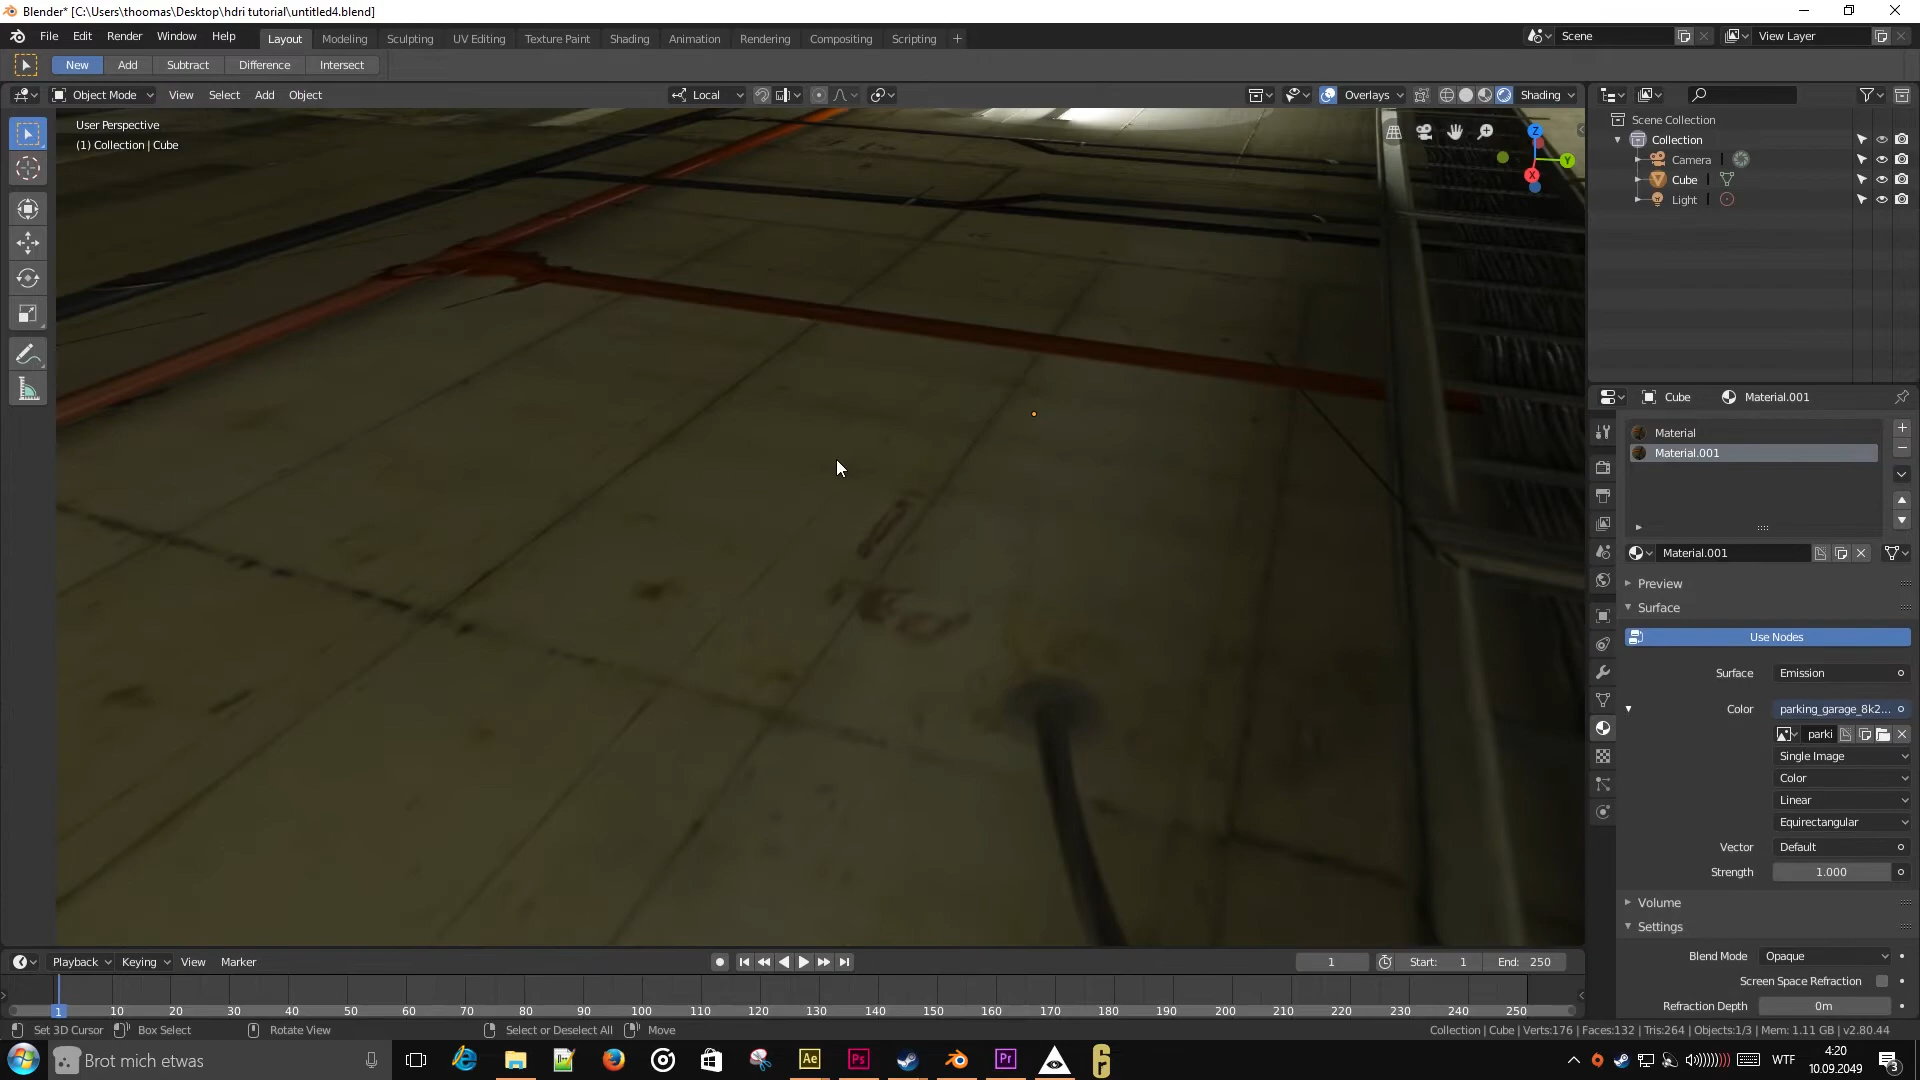 Blender* [C:\Users\thoomas\Desktop\hdri tutorial\untitled4.blend]
File Edit Render Window Help Layout Modeling Sculpting UV Editing Texture Paint Shading Animation Rendering Compositing Scripting + Scene View Layer
New Add Subtract Difference Intersect
Object Mode View Select Add Object Local Overlays Shading
User Perspective
(1) Collection | Cube
Z
Y
X
Scene Collection
Collection
Camera
Cube
Light
Cube Material.001
Material
Material.001
Material.001
Preview
Surface
Use Nodes
Surface Emission
Color parking_garage_8k2...
parki
Single Image
Color
Linear
Equirectangular
Vector Default
Strength 1.000
Volume
Settings
Blend Mode Opaque
Screen Space Refraction
Refraction Depth 0m
Playback Keying View Marker 1 Start: 1 End: 250
1 10 20 30 40 50 60 70 80 90 100 110 120 130 140 150 160 170 180 190 200 210 220 230 240 250
Set 3D Cursor Box Select Rotate View Select or Deselect All Move Collection | Cube | Verts:176 | Faces:132 | Tris:264 | Objects:1/3 | Mem: 1.11 GB | v2.80.44
Brot mich etwas Ae Ps Pr WTF 4:20
10.09.2049 3